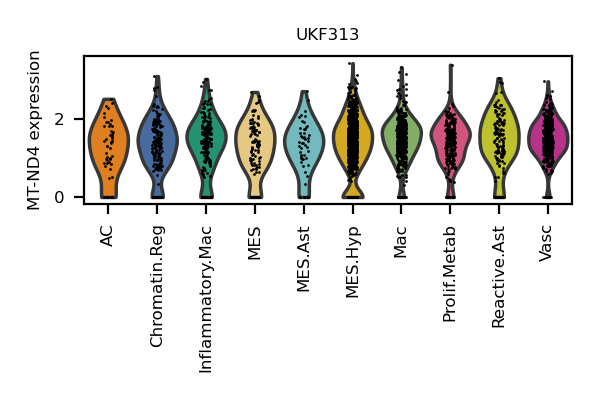 UKF313
MT-ND4 expression
2
0
AC
Chromatin.Reg
Inflammatory.Mac
MES
MES.Ast
MES.Hyp
Mac
Prolif.Metab
Reactive.Ast
Vasc